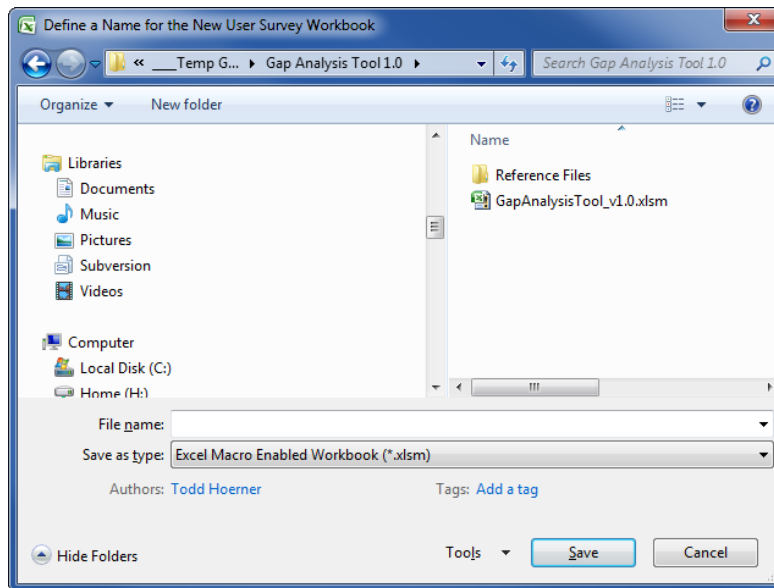 Define a Name for the New User Survey Workbook
« ___Temp G... Gap Analysis Tool 1.0 Search Gap Analysis Tool 1.0
Organize New folder
Name
Libraries
Documents
Music
Pictures
Subversion
Videos
Computer
Local Disk (C:)
Home (H:)
Reference Files
GapAnalysisTool_v1.0.xlsm
File name:
Save as type: Excel Macro Enabled Workbook (*.xlsm)
Authors: Todd Hoerner Tags: Add a tag
Hide Folders Tools Save Cancel